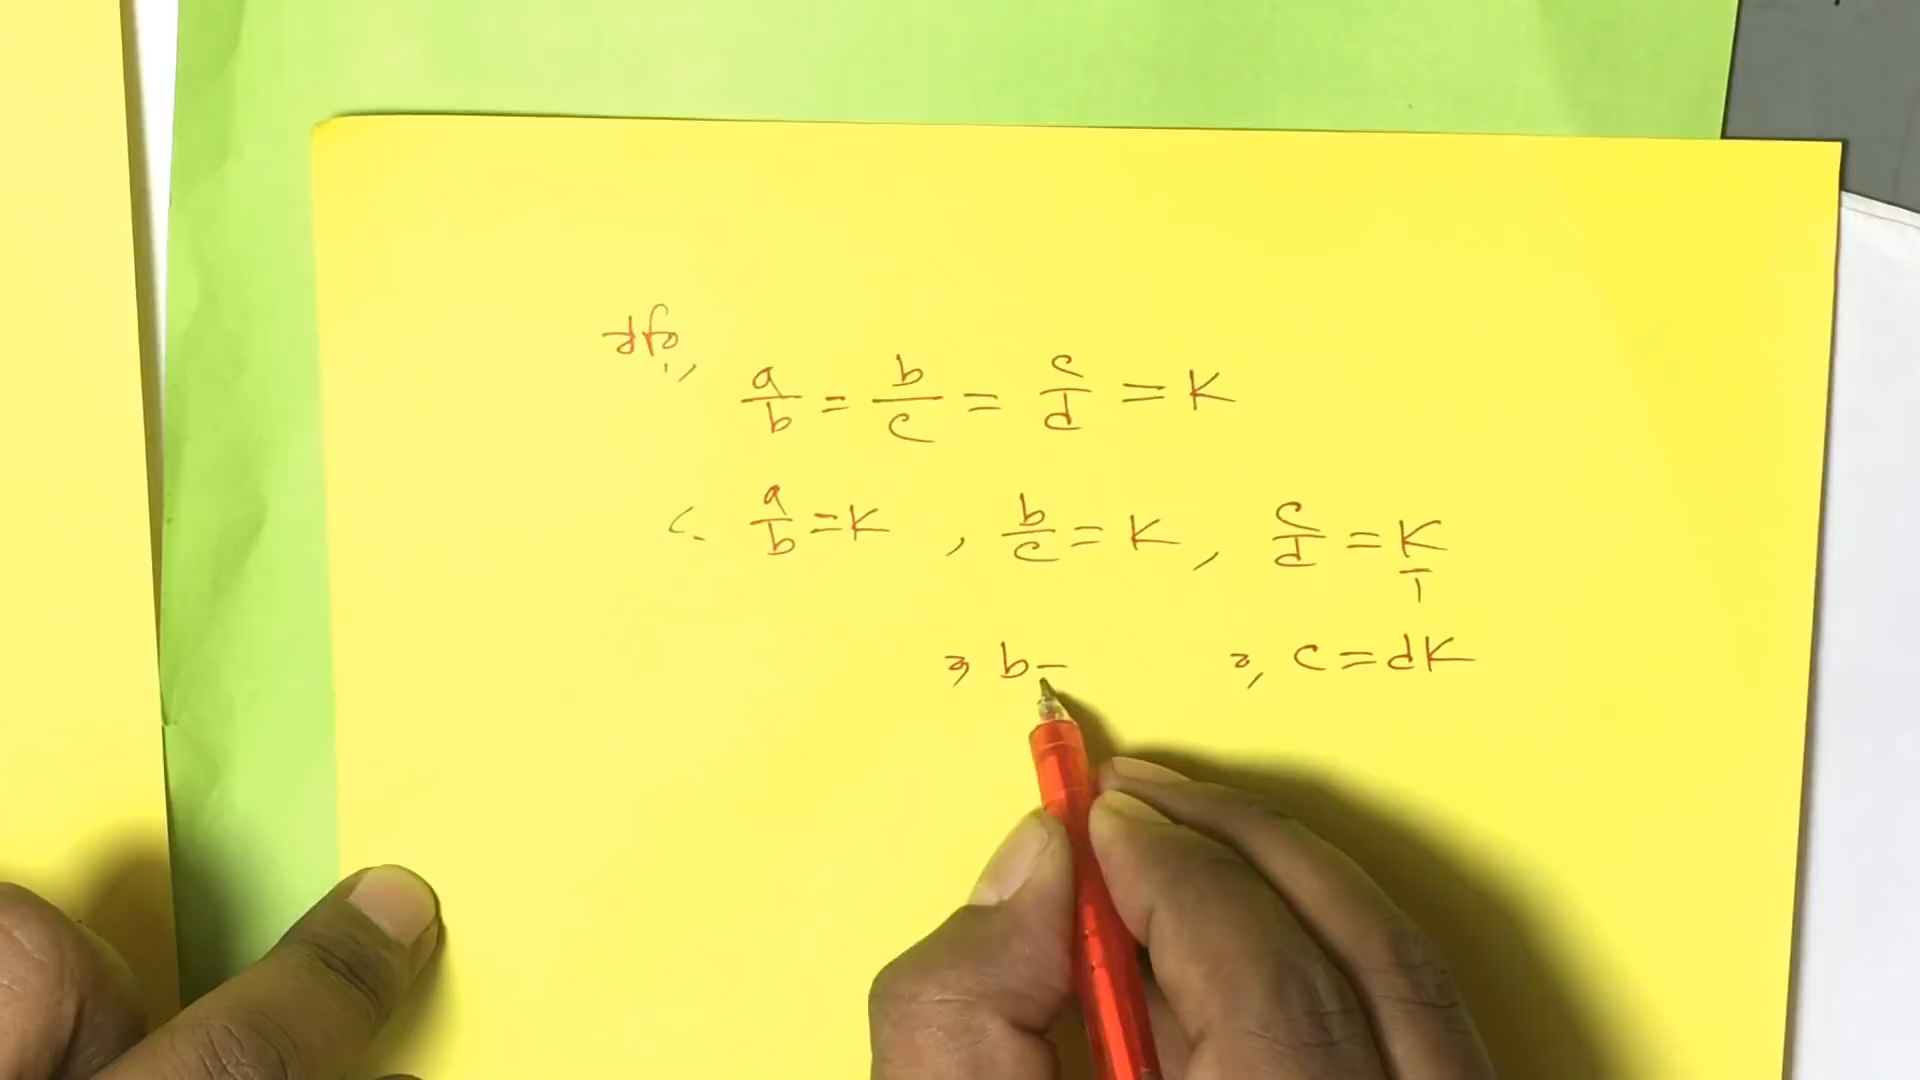 ধরি, a/b = b/c = c/d = K
∴ a/b = K , b/c = K , c/d = K/1
বা, b- বা, c = dK